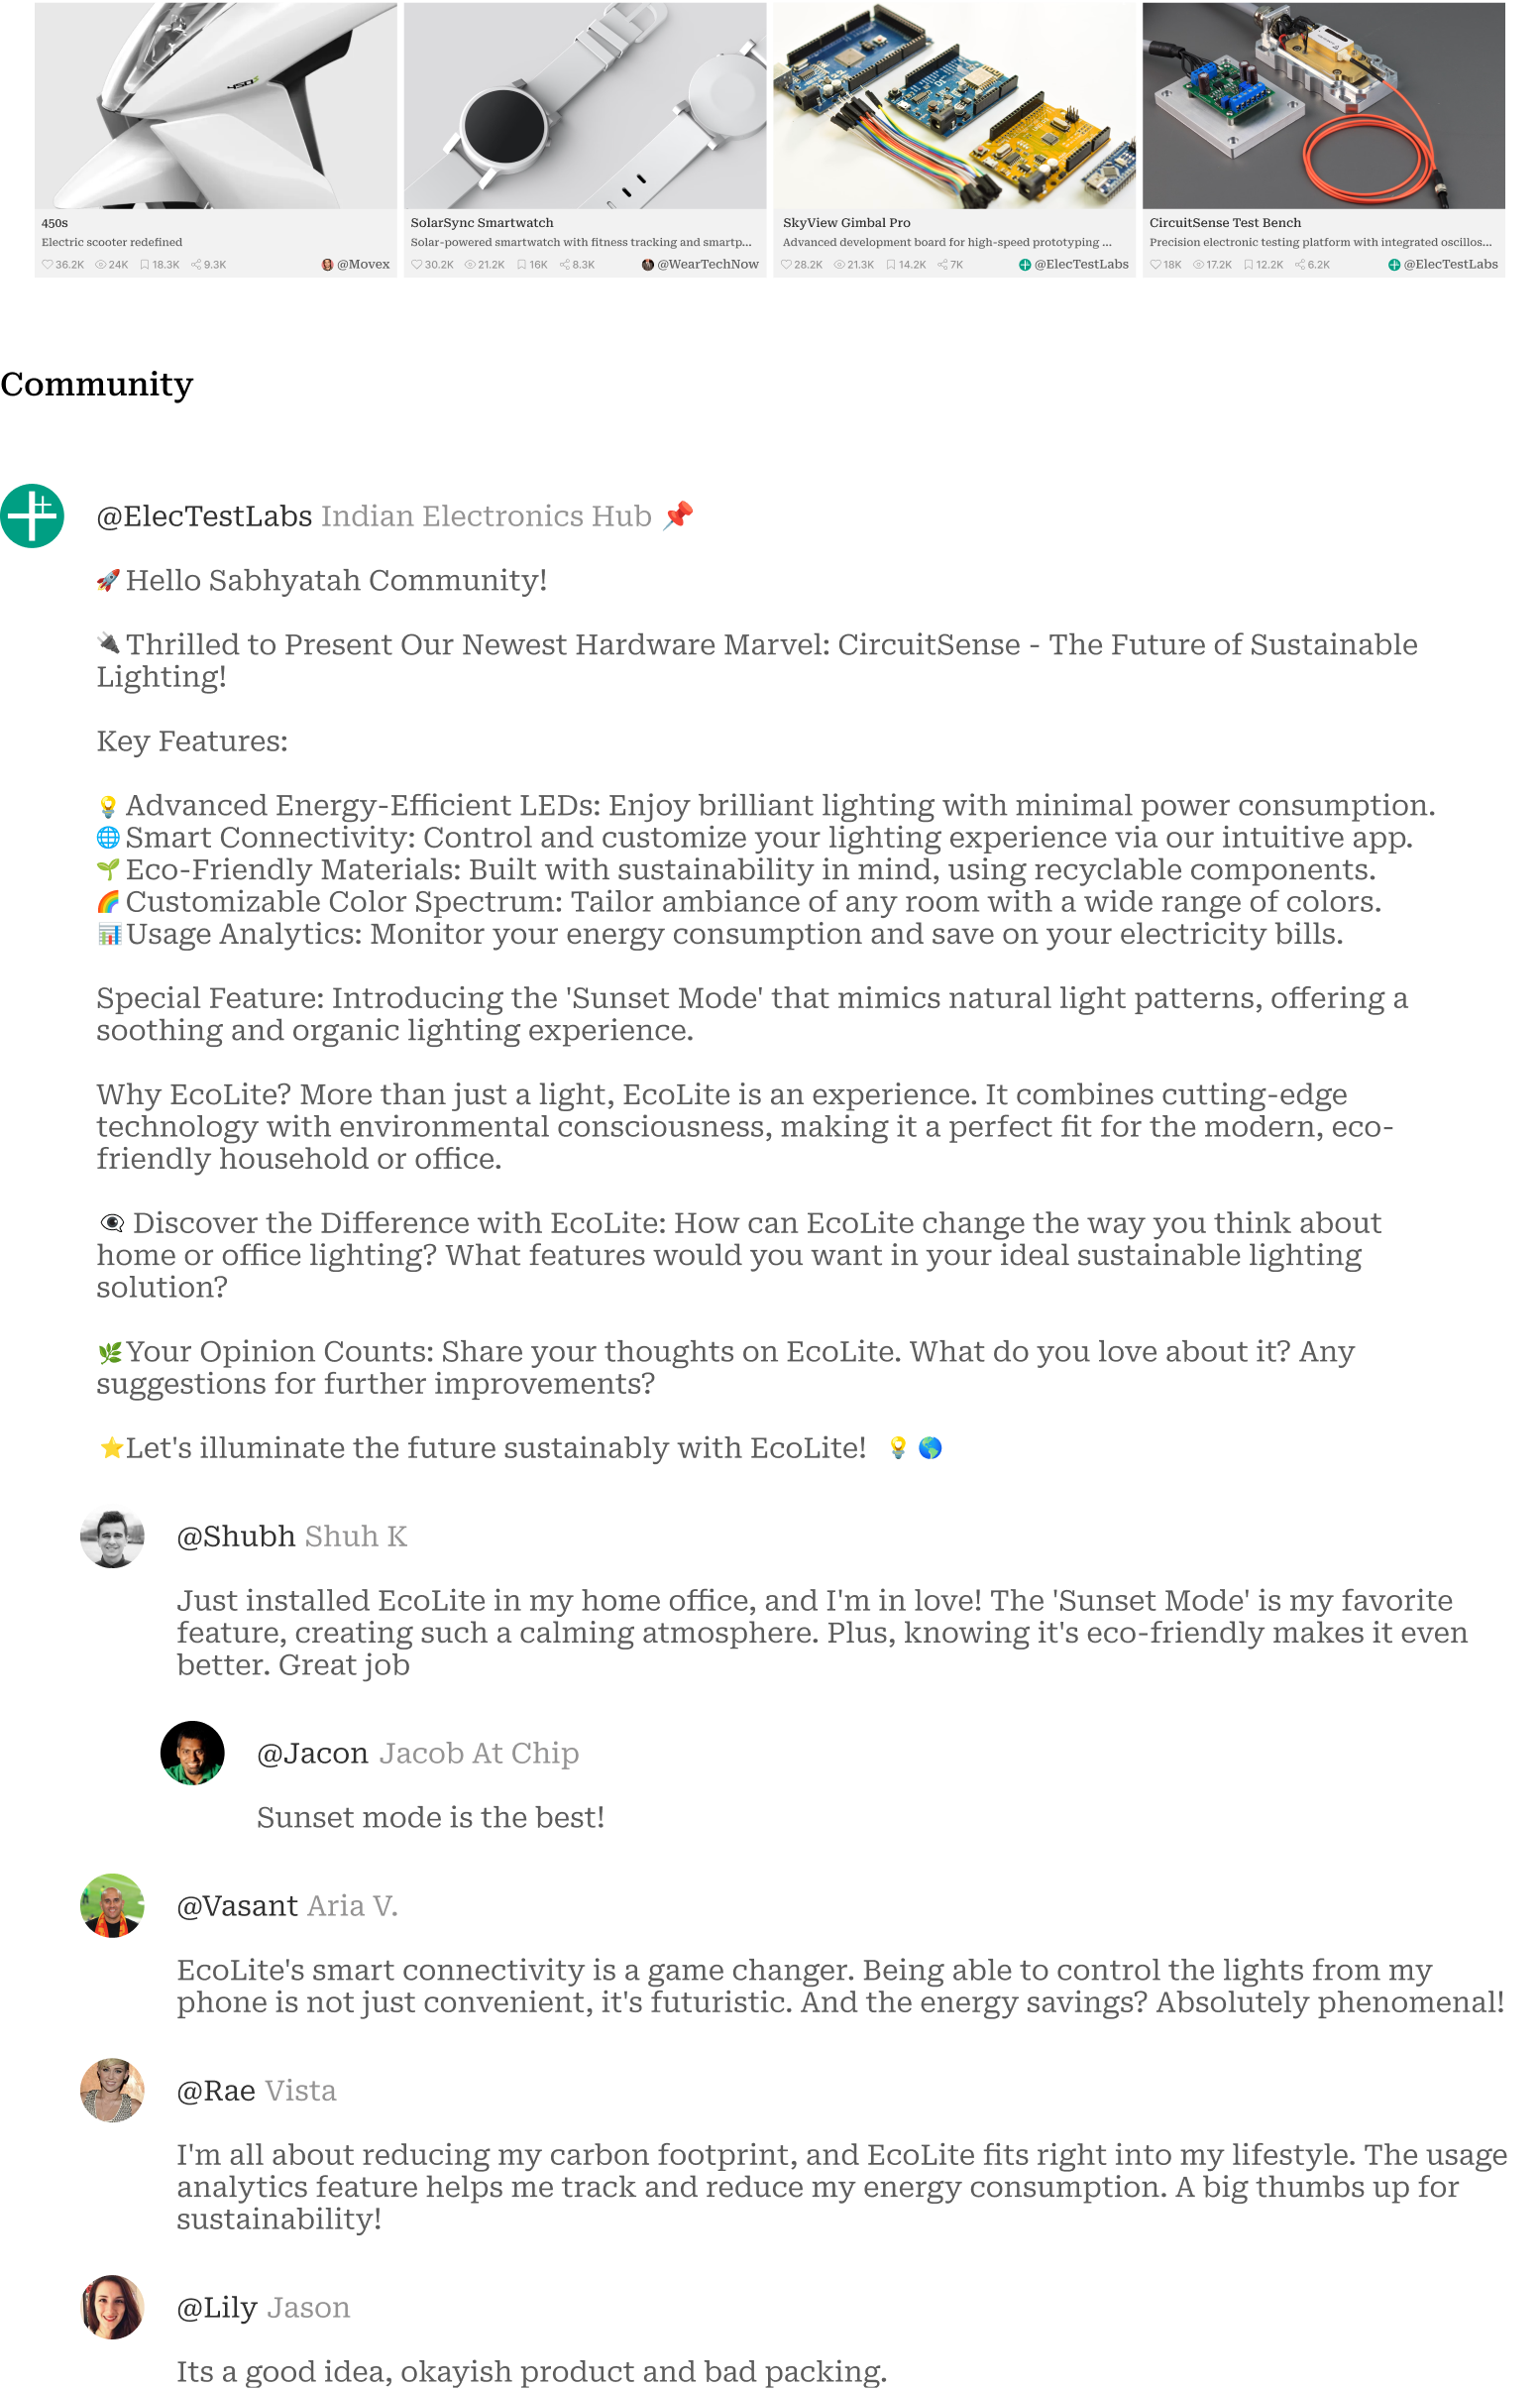 450S
450s
Electric scooter redefined
36.2K 24K 18.3K 9.3K @Movex
SolarSync Smartwatch
Solar-powered smartwatch with fitness tracking and smartp...
30.2K 21.2K 16K 8.3K @WearTechNow
SkyView Gimbal Pro
Advanced development board for high-speed prototyping ...
28.2K 21.3K 14.2K 7K @ElecTestLabs
CircuitSense Test Bench
Precision electronic testing platform with integrated oscillos...
18K 17.2K 12.2K 6.2K @ElecTestLabs
Community
@ElecTestLabs Indian Electronics Hub 📌
🚀 Hello Sabhyatah Community!
🔌 Thrilled to Present Our Newest Hardware Marvel: CircuitSense - The Future of Sustainable
Lighting!
Key Features:
💡 Advanced Energy-Efficient LEDs: Enjoy brilliant lighting with minimal power consumption.
🌐 Smart Connectivity: Control and customize your lighting experience via our intuitive app.
🌱 Eco-Friendly Materials: Built with sustainability in mind, using recyclable components.
🌈 Customizable Color Spectrum: Tailor ambiance of any room with a wide range of colors.
📊 Usage Analytics: Monitor your energy consumption and save on your electricity bills.
Special Feature: Introducing the 'Sunset Mode' that mimics natural light patterns, offering a
soothing and organic lighting experience.
Why EcoLite? More than just a light, EcoLite is an experience. It combines cutting-edge
technology with environmental consciousness, making it a perfect fit for the modern, eco-
friendly household or office.
👁️‍🗨️ Discover the Difference with EcoLite: How can EcoLite change the way you think about
home or office lighting? What features would you want in your ideal sustainable lighting
solution?
🌿 Your Opinion Counts: Share your thoughts on EcoLite. What do you love about it? Any
suggestions for further improvements?
⭐ Let's illuminate the future sustainably with EcoLite! 💡 🌎
@Shubh Shuh K
Just installed EcoLite in my home office, and I'm in love! The 'Sunset Mode' is my favorite
feature, creating such a calming atmosphere. Plus, knowing it's eco-friendly makes it even
better. Great job
@Jacon Jacob At Chip
Sunset mode is the best!
@Vasant Aria V.
EcoLite's smart connectivity is a game changer. Being able to control the lights from my
phone is not just convenient, it's futuristic. And the energy savings? Absolutely phenomenal!
@Rae Vista
I'm all about reducing my carbon footprint, and EcoLite fits right into my lifestyle. The usage
analytics feature helps me track and reduce my energy consumption. A big thumbs up for
sustainability!
@Lily Jason
Its a good idea, okayish product and bad packing.